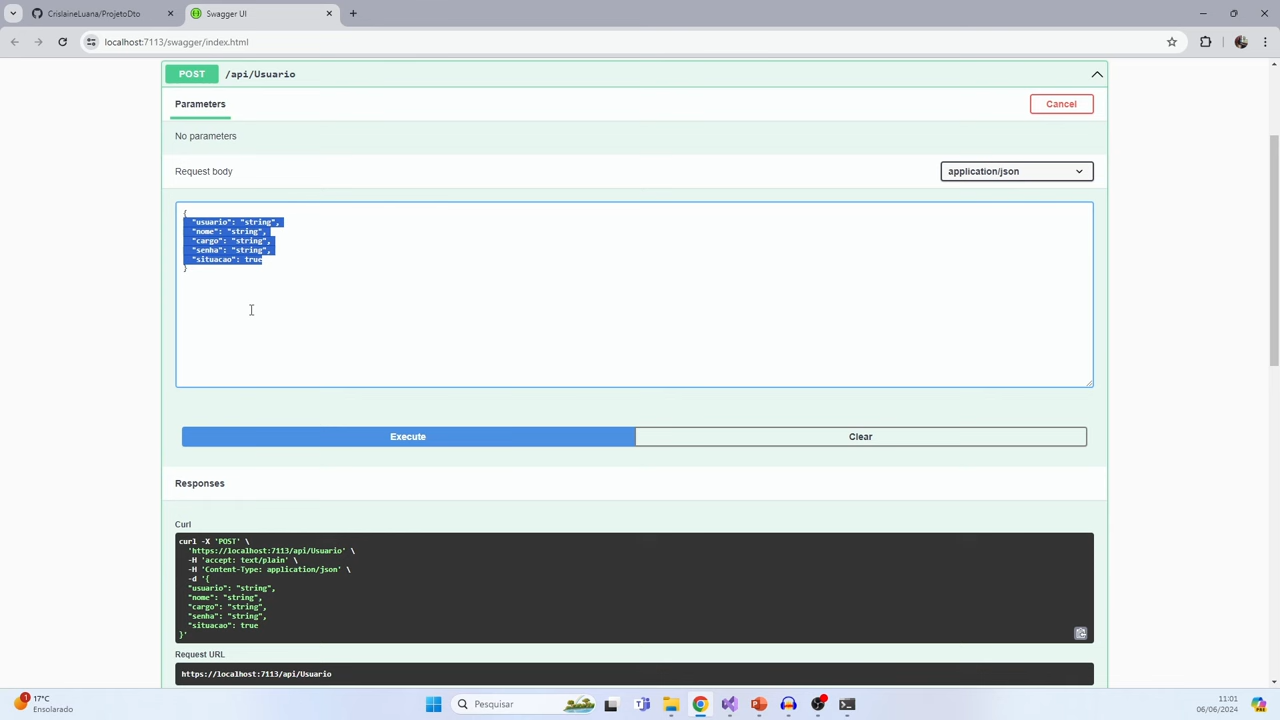 CrislaineLuana/ProjetoDto
Swagger UI
localhost:7113/swagger/index.html
POST
/api/Usuario
Parameters
Cancel
No parameters
Request body
application/json
{
"usuario": "string",
"nome": "string",
"cargo": "string",
"senha": "string",
"situacao": true
}
Execute
Clear
Responses
Curl
curl -X 'POST' \
'https://localhost:7113/api/Usuario' \
-H 'accept: text/plain' \
-H 'Content-Type: application/json' \
-d '{
"usuario": "string",
"nome": "string",
"cargo": "string",
"senha": "string",
"situacao": true
}'
Request URL
https://localhost:7113/api/Usuario
1
17°C
Ensolarado
Pesquisar
11:01
06/06/2024